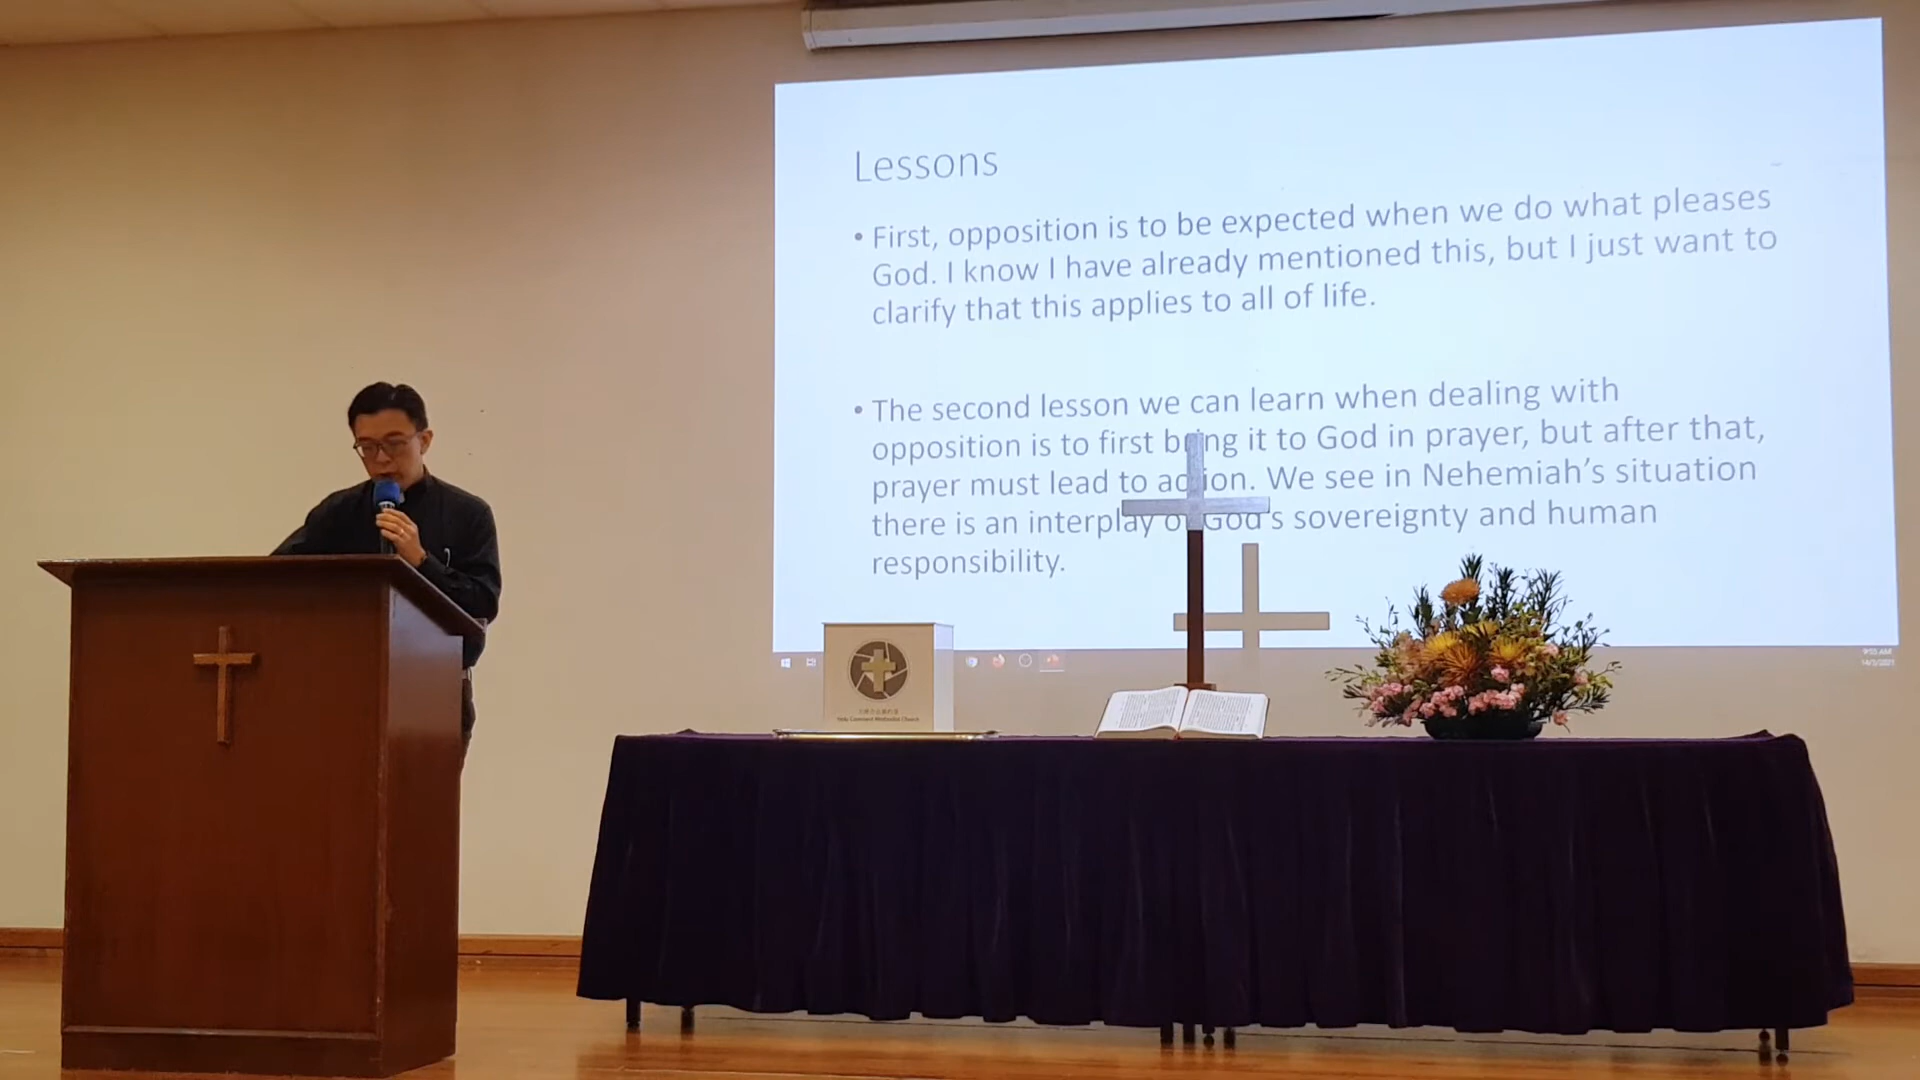 Lessons
• First, opposition is to be expected when we do what pleases
God. I know I have already mentioned this, but I just want to
clarify that this applies to all of life.
• The second lesson we can learn when dealing with
opposition is to first bring it to God in prayer, but after that,
prayer must lead to action. We see in Nehemiah's situation
there is an interplay of God's sovereignty and human
responsibility.
Holy Covenant Methodist Church